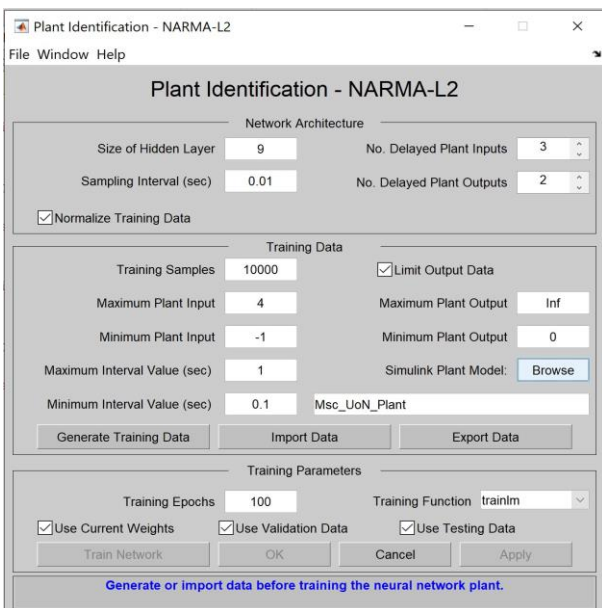 Plant Identification - NARMA-L2
File Window Help
Plant Identification - NARMA-L2
Network Architecture
Size of Hidden Layer 9 No. Delayed Plant Inputs 3
Sampling Interval (sec) 0.01 No. Delayed Plant Outputs 2
Normalize Training Data
Training Data
Training Samples 10000 Limit Output Data
Maximum Plant Input 4 Maximum Plant Output Inf
Minimum Plant Input -1 Minimum Plant Output 0
Maximum Interval Value (sec) 1 Simulink Plant Model: Browse
Minimum Interval Value (sec) 0.1 Msc_UoN_Plant
Generate Training Data Import Data Export Data
Training Parameters
Training Epochs 100 Training Function trainlm
Use Current Weights Use Validation Data Use Testing Data
Train Network OK Cancel Apply
Generate or import data before training the neural network plant.